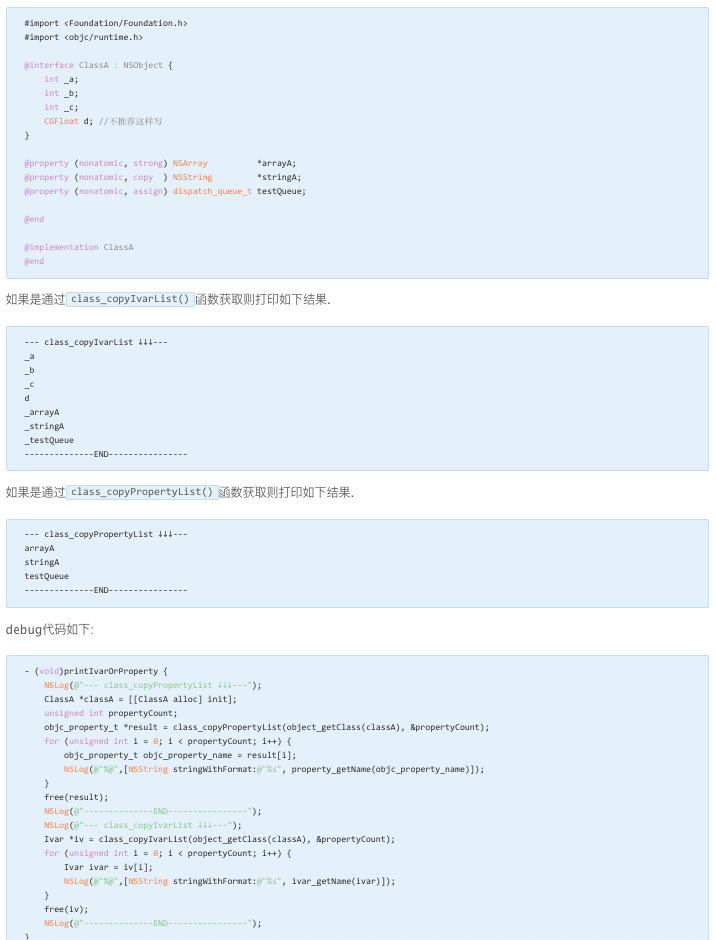 #import <Foundation/Foundation.h>
#import <objc/runtime.h>
@interface ClassA : NSObject {
    int _a;
    int _b;
    int _c;
    CGFloat d; //不推荐这样写
}
@property (nonatomic, strong) NSArray          *arrayA;
@property (nonatomic, copy  ) NSString         *stringA;
@property (nonatomic, assign) dispatch_queue_t testQueue;
@end
@implementation ClassA
@end
如果是通过 class_copyIvarList() 函数获取则打印如下结果.
--- class_copyIvarList ↓↓↓---
_a
_b
_c
d
_arrayA
_stringA
_testQueue
--------------END----------------
如果是通过 class_copyPropertyList() 函数获取则打印如下结果.
--- class_copyPropertyList ↓↓↓---
arrayA
stringA
testQueue
--------------END----------------
debug代码如下:
- (void)printIvarOrProperty {
    NSLog(@"--- class_copyPropertyList ↓↓↓---");
    ClassA *classA = [[ClassA alloc] init];
    unsigned int propertyCount;
    objc_property_t *result = class_copyPropertyList(object_getClass(classA), &propertyCount);
    for (unsigned int i = 0; i < propertyCount; i++) {
        objc_property_t objc_property_name = result[i];
        NSLog(@"%@",[NSString stringWithFormat:@"%s", property_getName(objc_property_name)]);
    }
    free(result);
    NSLog(@"--------------END----------------");
    NSLog(@"--- class_copyIvarList ↓↓↓---");
    Ivar *iv = class_copyIvarList(object_getClass(classA), &propertyCount);
    for (unsigned int i = 0; i < propertyCount; i++) {
        Ivar ivar = iv[i];
        NSLog(@"%@",[NSString stringWithFormat:@"%s", ivar_getName(ivar)]);
    }
    free(iv);
    NSLog(@"--------------END----------------");
}